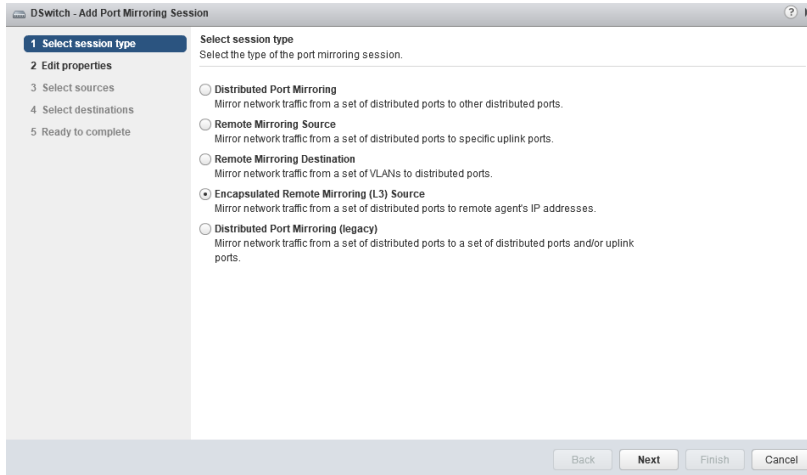 DSwitch - Add Port Mirroring Session
?
1 Select session type
2 Edit properties
3 Select sources
4 Select destinations
5 Ready to complete
Select session type
Select the type of the port mirroring session.
Distributed Port Mirroring
Mirror network traffic from a set of distributed ports to other distributed ports.
Remote Mirroring Source
Mirror network traffic from a set of distributed ports to specific uplink ports.
Remote Mirroring Destination
Mirror network traffic from a set of VLANs to distributed ports.
Encapsulated Remote Mirroring (L3) Source
Mirror network traffic from a set of distributed ports to remote agent's IP addresses.
Distributed Port Mirroring (legacy)
Mirror network traffic from a set of distributed ports to a set of distributed ports and/or uplink
ports.
Back Next Finish Cancel